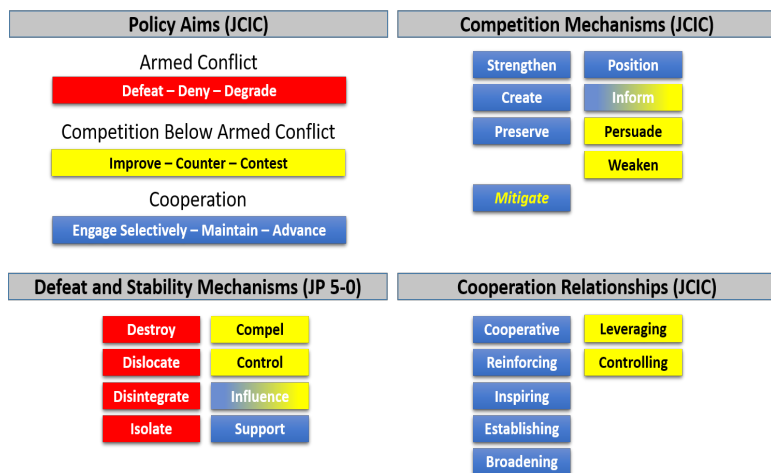 Policy Aims (JCIC)
Armed Conflict
Defeat – Deny – Degrade
Competition Below Armed Conflict
Improve – Counter – Contest
Cooperation
Engage Selectively – Maintain – Advance
Competition Mechanisms (JCIC)
Strengthen Position
Create Inform
Preserve Persuade
Weaken
Mitigate
Defeat and Stability Mechanisms (JP 5-0)
Destroy Compel
Dislocate Control
Disintegrate Influence
Isolate Support
Cooperation Relationships (JCIC)
Cooperative Leveraging
Reinforcing Controlling
Inspiring
Establishing
Broadening